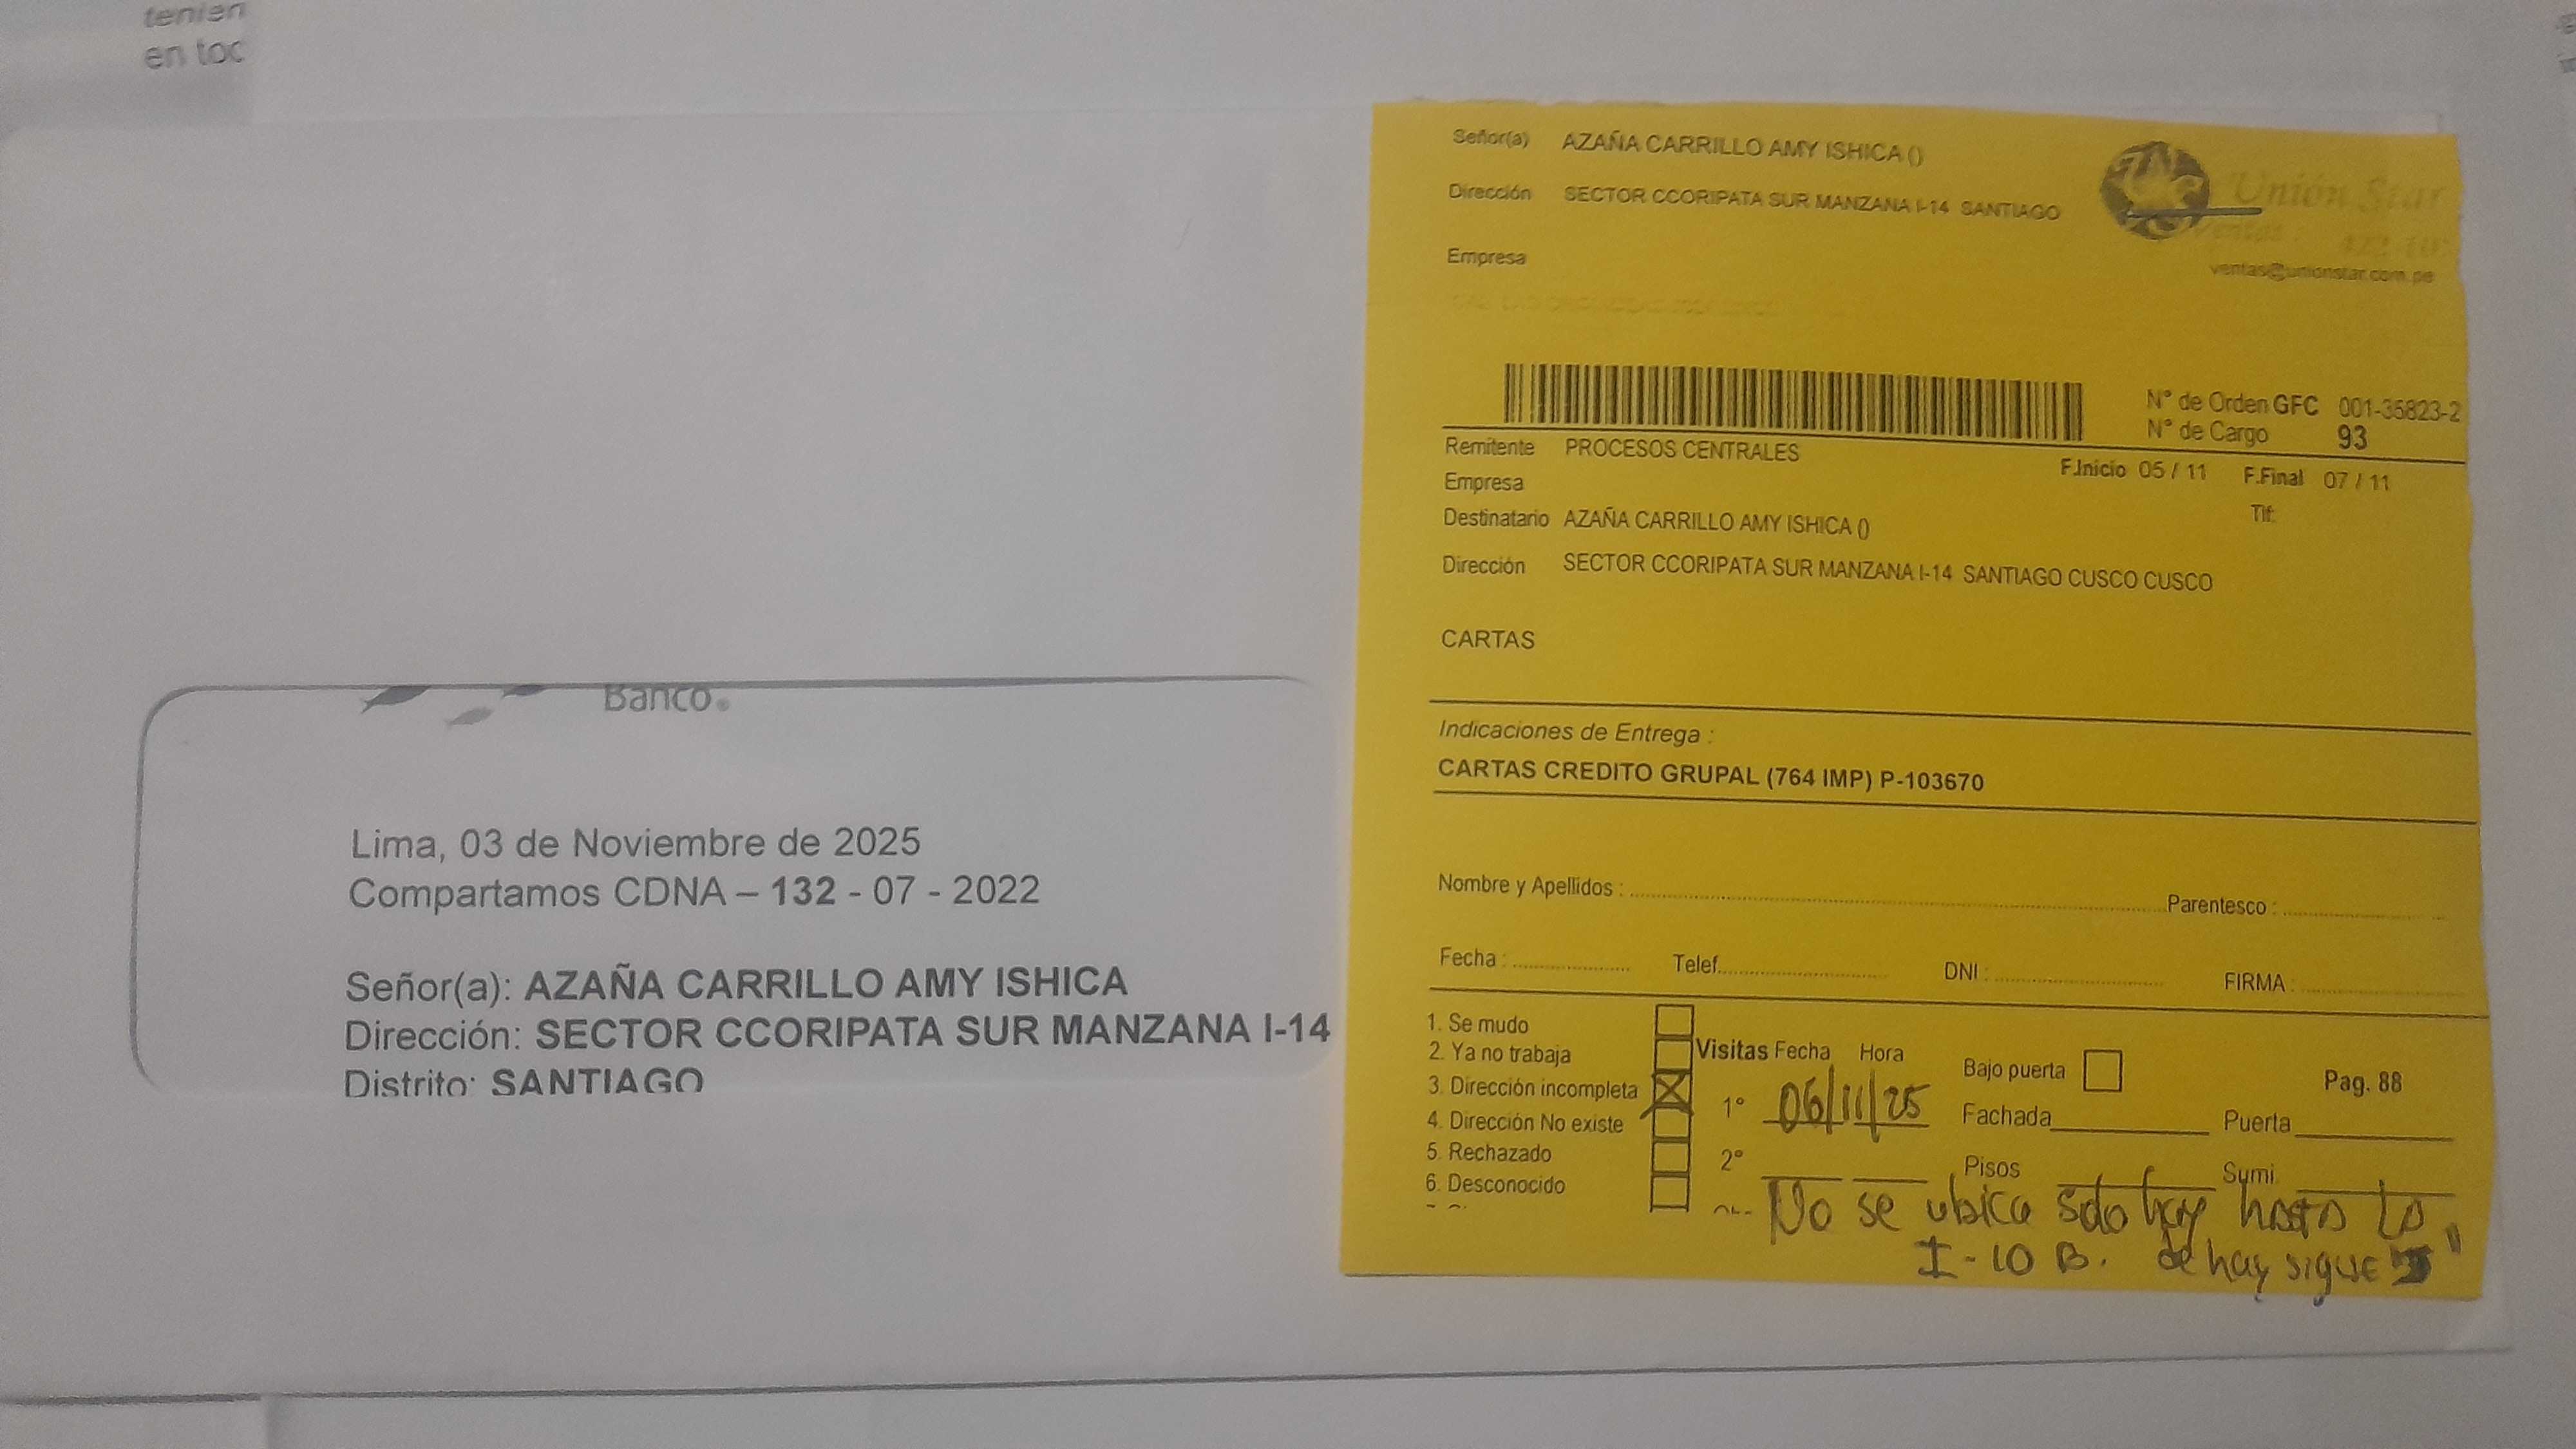 tenien
en toc
Banco
Lima, 03 de Noviembre de 2025
Compartamos CDNA – 132 - 07 - 2022
Señor(a): AZAÑA CARRILLO AMY ISHICA
Dirección: SECTOR CCORIPATA SUR MANZANA I-14
Distrito: SANTIAGO
Señor(a) AZAÑA CARRILLO AMY ISHICA ()
Dirección SECTOR CCORIPATA SUR MANZANA I-14 SANTIAGO
Unión Star
Empresa
ventas@unionstar.com.pe
N° de Orden GFC 001-35823-2
N° de Cargo 93
Remitente PROCESOS CENTRALES
F.Inicio 05 / 11 F.Final 07 / 11
Empresa
Tlf:
Destinatario AZAÑA CARRILLO AMY ISHICA ()
Dirección SECTOR CCORIPATA SUR MANZANA I-14 SANTIAGO CUSCO CUSCO
CARTAS
Indicaciones de Entrega :
CARTAS CREDITO GRUPAL (764 IMP) P-103670
Nombre y Apellidos : Parentesco :
Fecha : Telef. DNI : FIRMA :
1. Se mudo
2. Ya no trabaja
3. Dirección incompleta
4. Dirección No existe
5. Rechazado
6. Desconocido
Visitas Fecha Hora
1° 06/11/25
2°
Bajo puerta Pag. 88
Fachada Puerta
Pisos Sumi.
No se ubica solo hay hasta la
I-10 B. de hay sigue